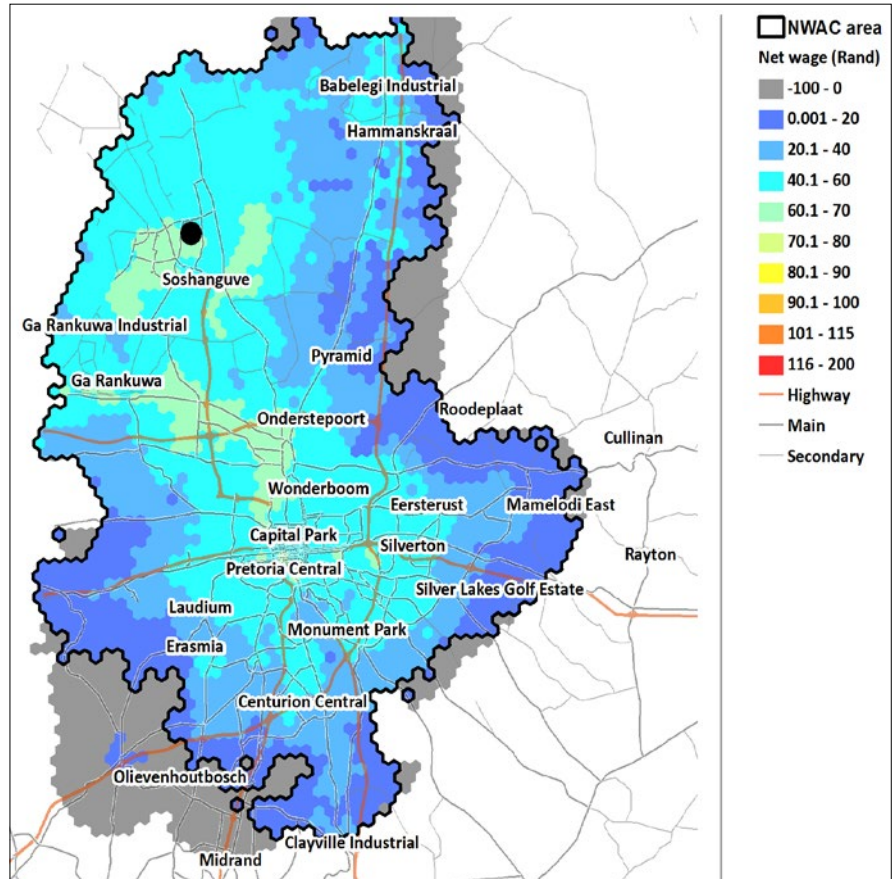 NWAC area
Net wage (Rand)
-100 - 0
0.001 - 20
20.1 - 40
40.1 - 60
60.1 - 70
70.1 - 80
80.1 - 90
90.1 - 100
101 - 115
116 - 200
Highway
Main
Secondary
Babelegi Industrial
Hammanskraal
Soshanguve
Ga Rankuwa Industrial
Pyramid
Ga Rankuwa
Roodeplaat
Onderstepoort
Cullinan
Wonderboom
Eersterust
Mamelodi East
Capital Park
Silverton
Rayton
Pretoria Central
Silver Lakes Golf Estate
Laudium
Monument Park
Erasmia
Centurion Central
Olievenhoutbosch
Clayville Industrial
Midrand